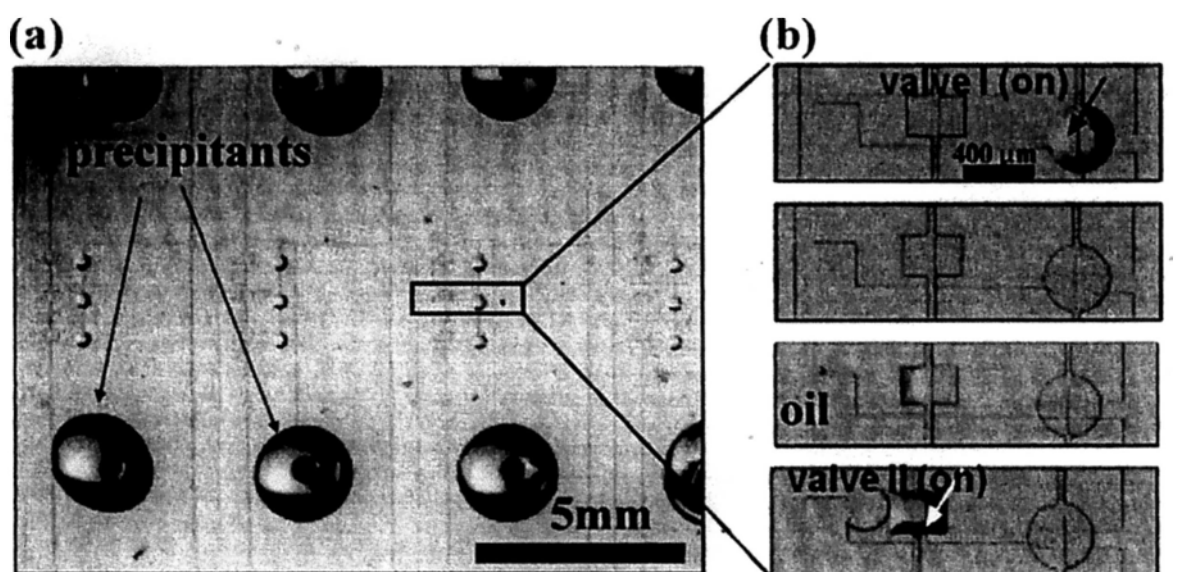 (a)
(b)
precipitants
5mm
valve I (on)
400 μm
oil
valve II (on)